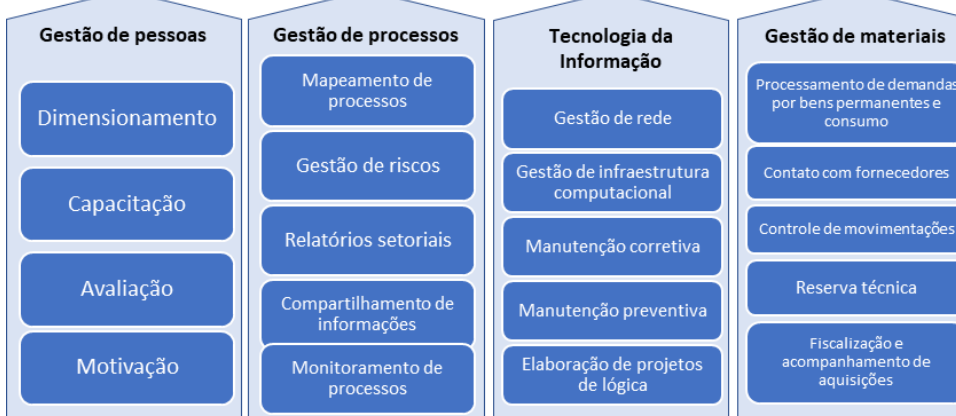 Gestão de pessoas
Dimensionamento
Capacitação
Avaliação
Motivação
Gestão de processos
Mapeamento de
processos
Gestão de riscos
Relatórios setoriais
Compartilhamento de
informações
Monitoramento de
processos
Tecnologia da
Informação
Gestão de rede
Gestão de infraestrutura
computacional
Manutenção corretiva
Manutenção preventiva
Elaboração de projetos
de lógica
Gestão de materiais
Processamento de demandas
por bens permanentes e
consumo
Contato com fornecedores
Controle de movimentações
Reserva técnica
Fiscalização e
acompanhamento de
aquisições